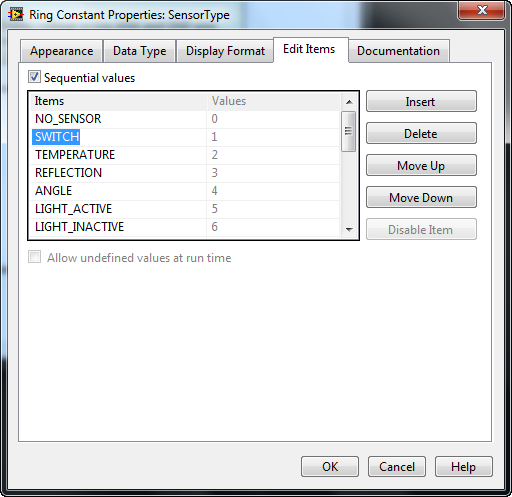 Ring Constant Properties: SensorType
Appearance Data Type Display Format Edit Items Documentation
Sequential values
Items Values
NO_SENSOR 0
SWITCH 1
TEMPERATURE 2
REFLECTION 3
ANGLE 4
LIGHT_ACTIVE 5
LIGHT_INACTIVE 6
Insert
Delete
Move Up
Move Down
Disable Item
Allow undefined values at run time
OK Cancel Help